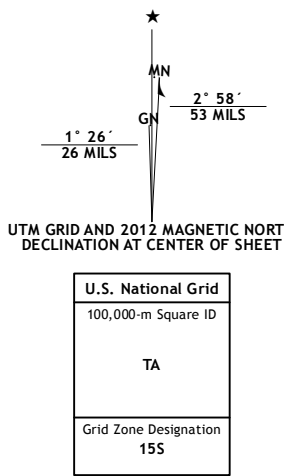 ★
MN
GN
2° 58´
53 MILS
1° 26´
26 MILS
UTM GRID AND 2012 MAGNETIC NORT
DECLINATION AT CENTER OF SHEET
U.S. National Grid
100,000-m Square ID
TA
Grid Zone Designation
15S